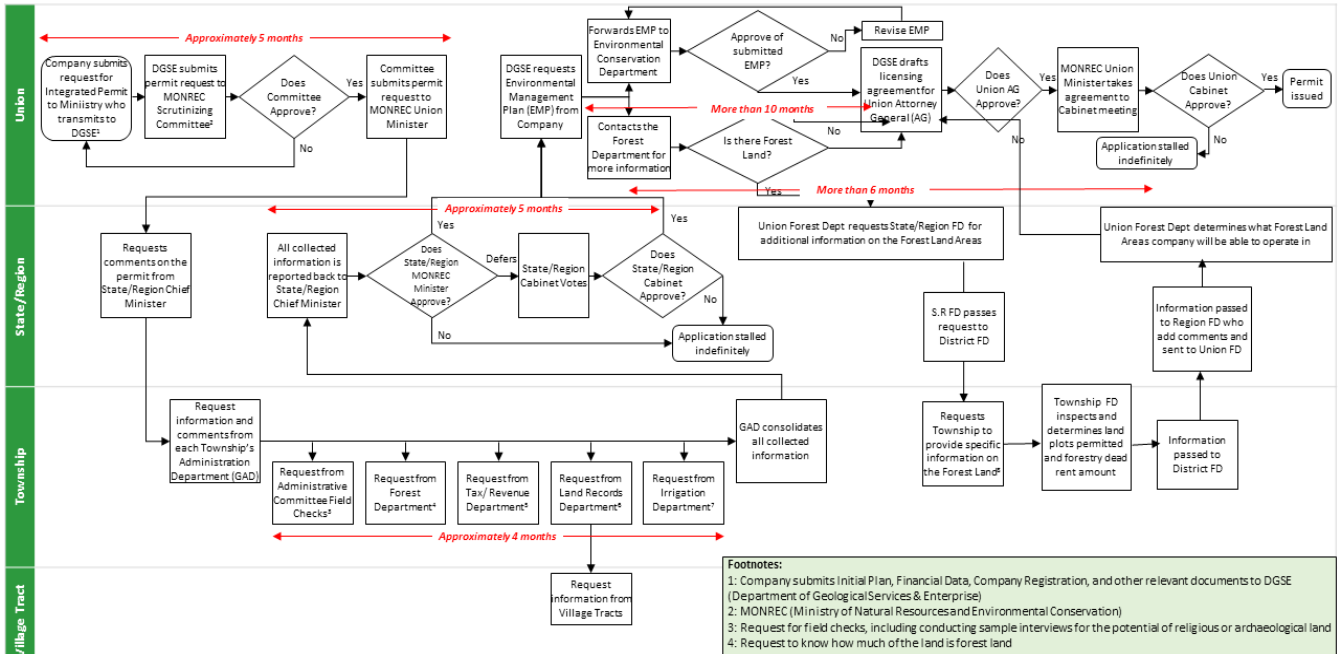 Union
Approximately 5 months
Company submits
request for
Integrated Permit
to Miniistry who
transmits to
DGSE¹
DGSE submits
permit request to
MONREC
Scrutinizing
Committee²
Does
Committee
Approve?
Yes
No
Committee
submits permit
request to
MONREC Union
Minister
DGSE requests
Environmental
Management
Plan (EMP) from
Company
Forwards EMP to
Environmental
Conservation
Department
Approve of
submitted
EMP?
No
Yes
Revise EMP
More than 10 months
Contacts the
Forest
Department for
more information
Is there Forest
Land?
No
Yes
DGSE drafts
licensing
agreement for
Union Attorney
General (AG)
Does
Union AG
Approve?
Yes
No
MONREC Union
Minister takes
agreement to
Cabinet meeting
Does Union
Cabinet
Approve?
Yes
No
Permit
issued
Application stalled
indefinitely
More than 6 months
State/Region
Requests
comments on the
permit from
State/Region Chief
Minister
Approximately 5 months
All collected
information is
reported back to
State/Region
Chief Minister
Yes
Does
State/Region
MONREC
Minister
Approve?
Defers
No
State/Region
Cabinet Votes
Yes
Does
State/Region
Cabinet
Approve?
No
Application stalled
indefinitely
Union Forest Dept requests State/Region FD for
additional information on the Forest Land Areas
Union Forest Dept determines what Forest Land
Areas company will be able to operate in
S.R FD passes
request to
District FD
Information passed
to Region FD who
add comments and
sent to Union FD
Township
Request
information and
comments from
each Township's
Administration
Department (GAD)
GAD consolidates
all collected
information
Request from
Administrative
Committee Field
Checks³
Request from
Forest
Department⁴
Request from
Tax/ Revenue
Department⁵
Request from
Land Records
Department⁶
Request from
Irrigation
Department⁷
Approximately 4 months
Requests
Township to
provide specific
information on
the Forest Land⁸
Township FD
inspects and
determines land
plots permitted
and forestry dead
rent amount
Information
passed to
District FD
Village Tract
Request
information from
Village Tracts
Footnotes:
1: Company submits Initial Plan, Financial Data, Company Registration, and other relevant documents to DGSE
(Department of Geological Services & Enterprise)
2: MONREC (Ministry of Natural Resources and Environmental Conservation)
3: Request for field checks, including conducting sample interviews for the potential of religious or archaeological land
4: Request to know how much of the land is forest land